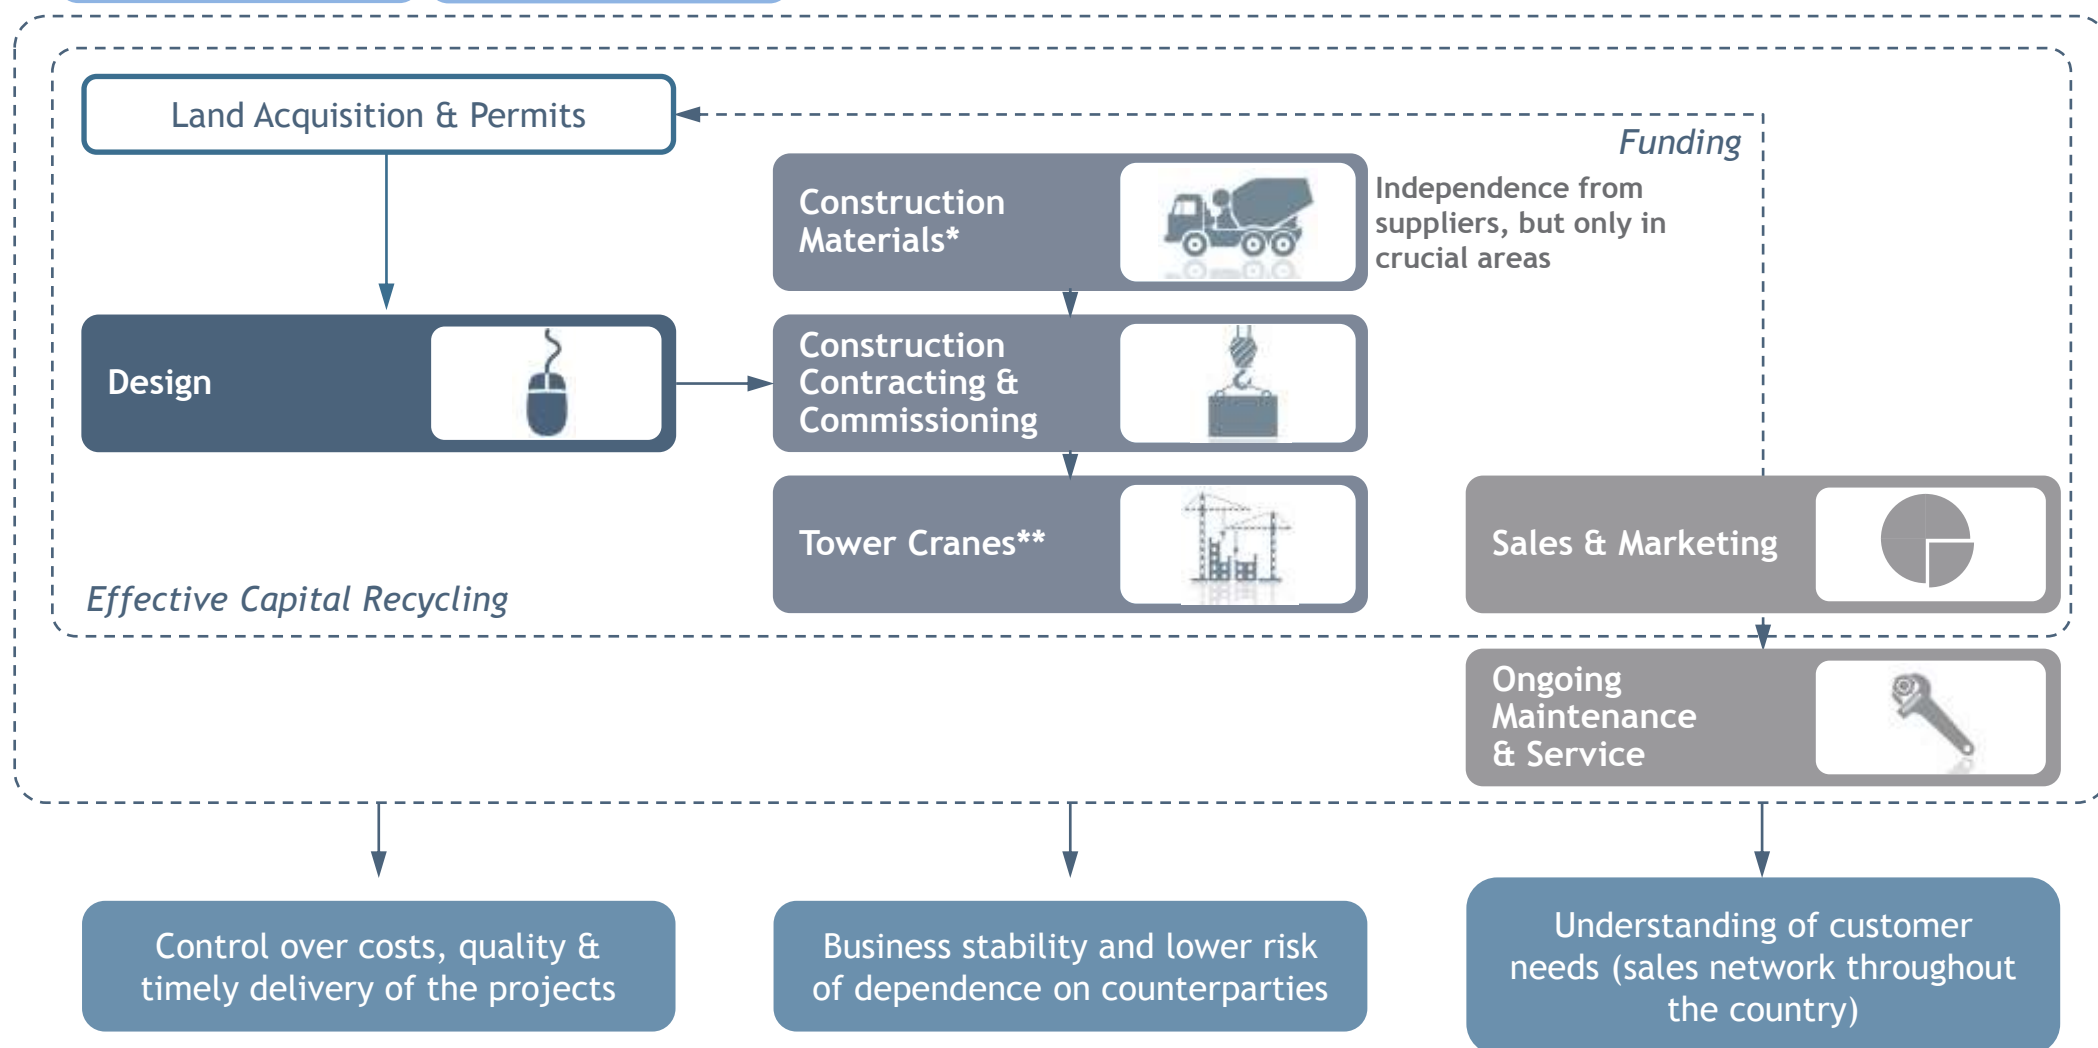 Land Acquisition & Permits
Funding
Construction
Materials*
Independence from
suppliers, but only in
crucial areas
Design
Construction
Contracting &
Commissioning
Tower Cranes**
Sales & Marketing
Effective Capital Recycling
Ongoing
Maintenance
& Service
Control over costs, quality &
timely delivery of the projects
Business stability and lower risk
of dependence on counterparties
Understanding of customer
needs (sales network throughout
the country)